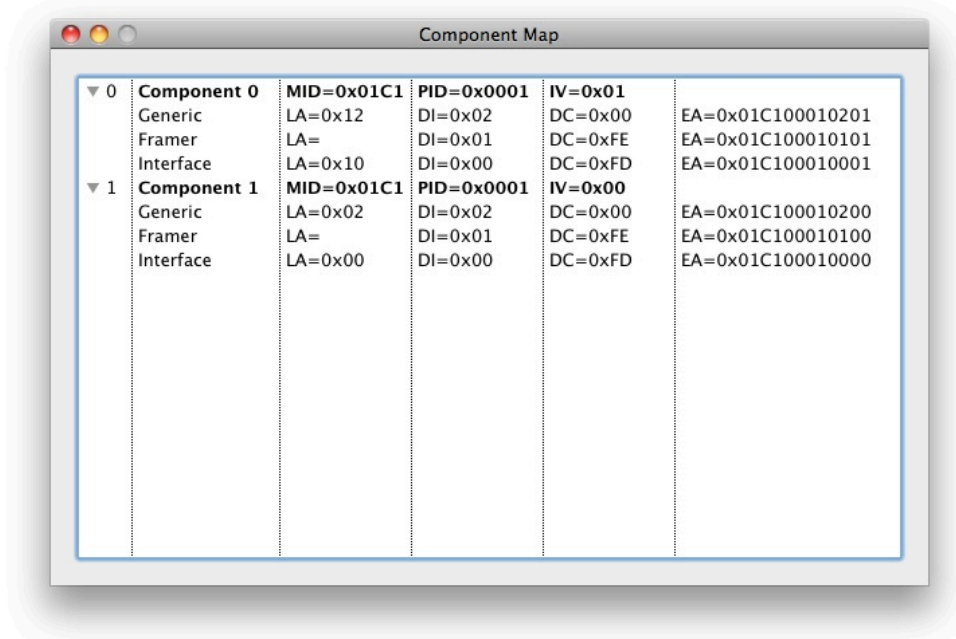 Component Map
0 Component 0 MID=0x01C1 PID=0x0001 IV=0x01
Generic LA=0x12 DI=0x02 DC=0x00 EA=0x01C100010201
Framer LA= DI=0x01 DC=0xFE EA=0x01C100010101
Interface LA=0x10 DI=0x00 DC=0xFD EA=0x01C100010001
1 Component 1 MID=0x01C1 PID=0x0001 IV=0x00
Generic LA=0x02 DI=0x02 DC=0x00 EA=0x01C100010200
Framer LA= DI=0x01 DC=0xFE EA=0x01C100010100
Interface LA=0x00 DI=0x00 DC=0xFD EA=0x01C100010000